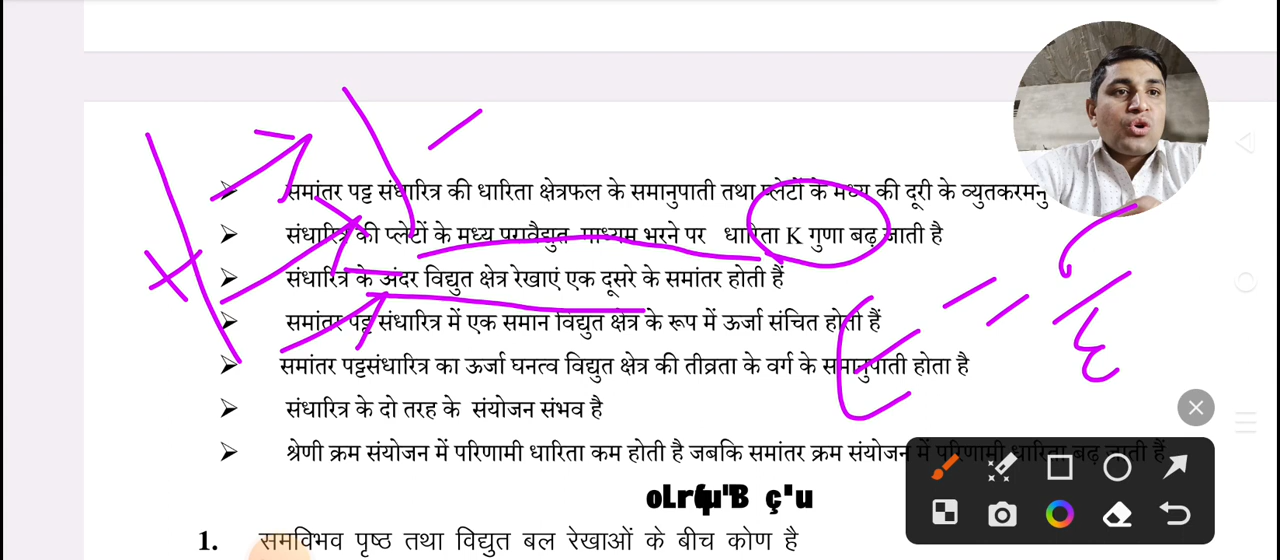 समांतर पट्ट संधारित्र की धारिता क्षेत्रफल के समानुपाती तथा प्लेटों के मध्य की दूरी के व्युतकरमनु
संधारित्र की प्लेटों के मध्य परावैद्युत माध्यम भरने पर धारिता K गुणा बढ़ जाती है
संधारित्र के अंदर विद्युत क्षेत्र रेखाएं एक दूसरे के समांतर होती हैं
समांतर पट्ट संधारित्र में एक समान विद्युत क्षेत्र के रूप में ऊर्जा संचित होती हैं
समांतर पट्टसंधारित्र का ऊर्जा घनत्व विद्युत क्षेत्र की तीव्रता के वर्ग के समानुपाती होता है
संधारित्र के दो तरह के संयोजन संभव है
श्रेणी क्रम संयोजन में परिणामी धारिता कम होती है जबकि समांतर क्रम संयोजन में परिणामी धारिता बढ़ जाती हैं
1. समविभव पृष्ठ तथा विद्युत बल रेखाओं के बीच कोण है